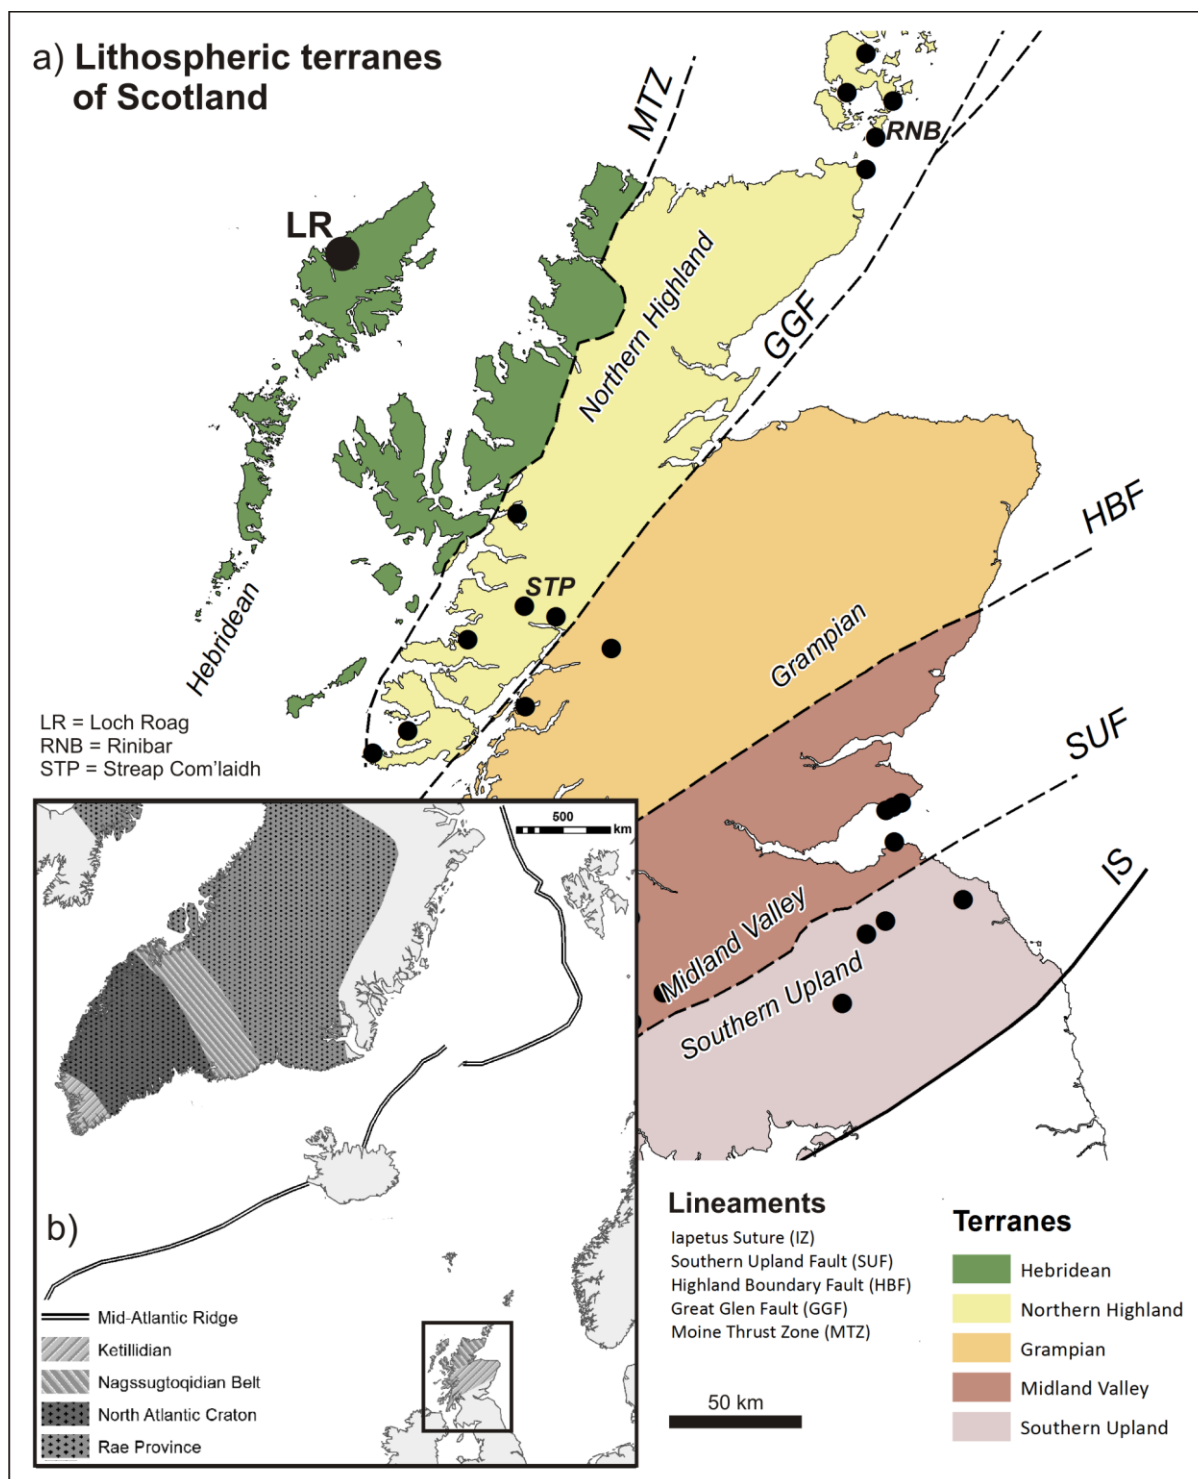 a) Lithospheric terranes
of Scotland
MTZ
RNB
LR
Northern Highland
GGF
HBF
STP
Hebridean
Grampian
LR = Loch Roag
RNB = Rinibar
STP = Streap Com'laidh
SUF
500
km
IS
Midland Valley
Southern Upland
b)
Mid-Atlantic Ridge
Ketillidian
Nagssugtoqidian Belt
North Atlantic Craton
Rae Province
Lineaments
Iapetus Suture (IZ)
Southern Upland Fault (SUF)
Highland Boundary Fault (HBF)
Great Glen Fault (GGF)
Moine Thrust Zone (MTZ)
50 km
Terranes
Hebridean
Northern Highland
Grampian
Midland Valley
Southern Upland